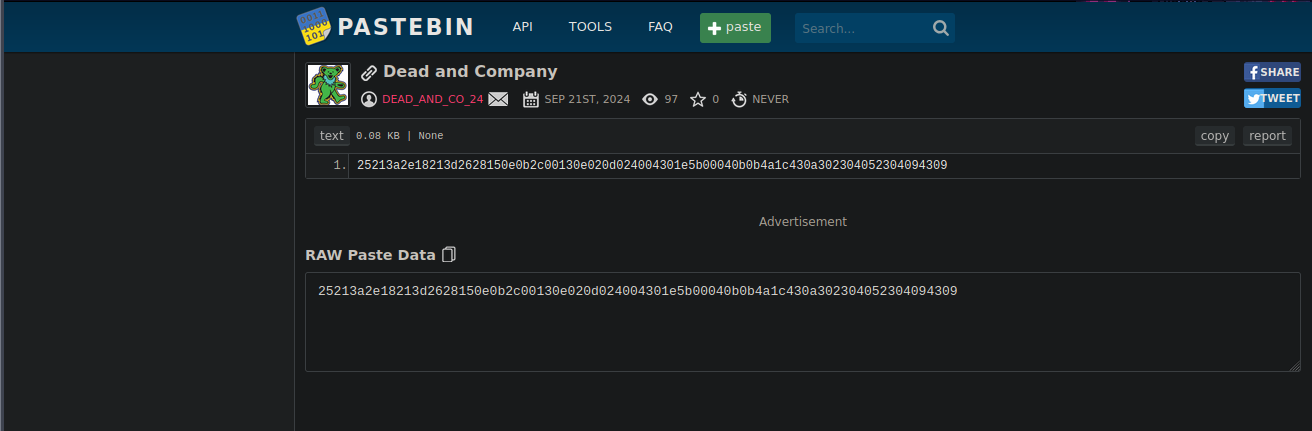 PASTEBIN API TOOLS FAQ paste Search...
Dead and Company SHARE
DEAD_AND_CO_24 SEP 21ST, 2024 97 0 NEVER TWEET
text 0.08 KB | None copy report
1. 25213a2e18213d2628150e0b2c00130e020d024004301e5b00040b0b4a1c430a302304052304094309
Advertisement
RAW Paste Data
25213a2e18213d2628150e0b2c00130e020d024004301e5b00040b0b4a1c430a302304052304094309